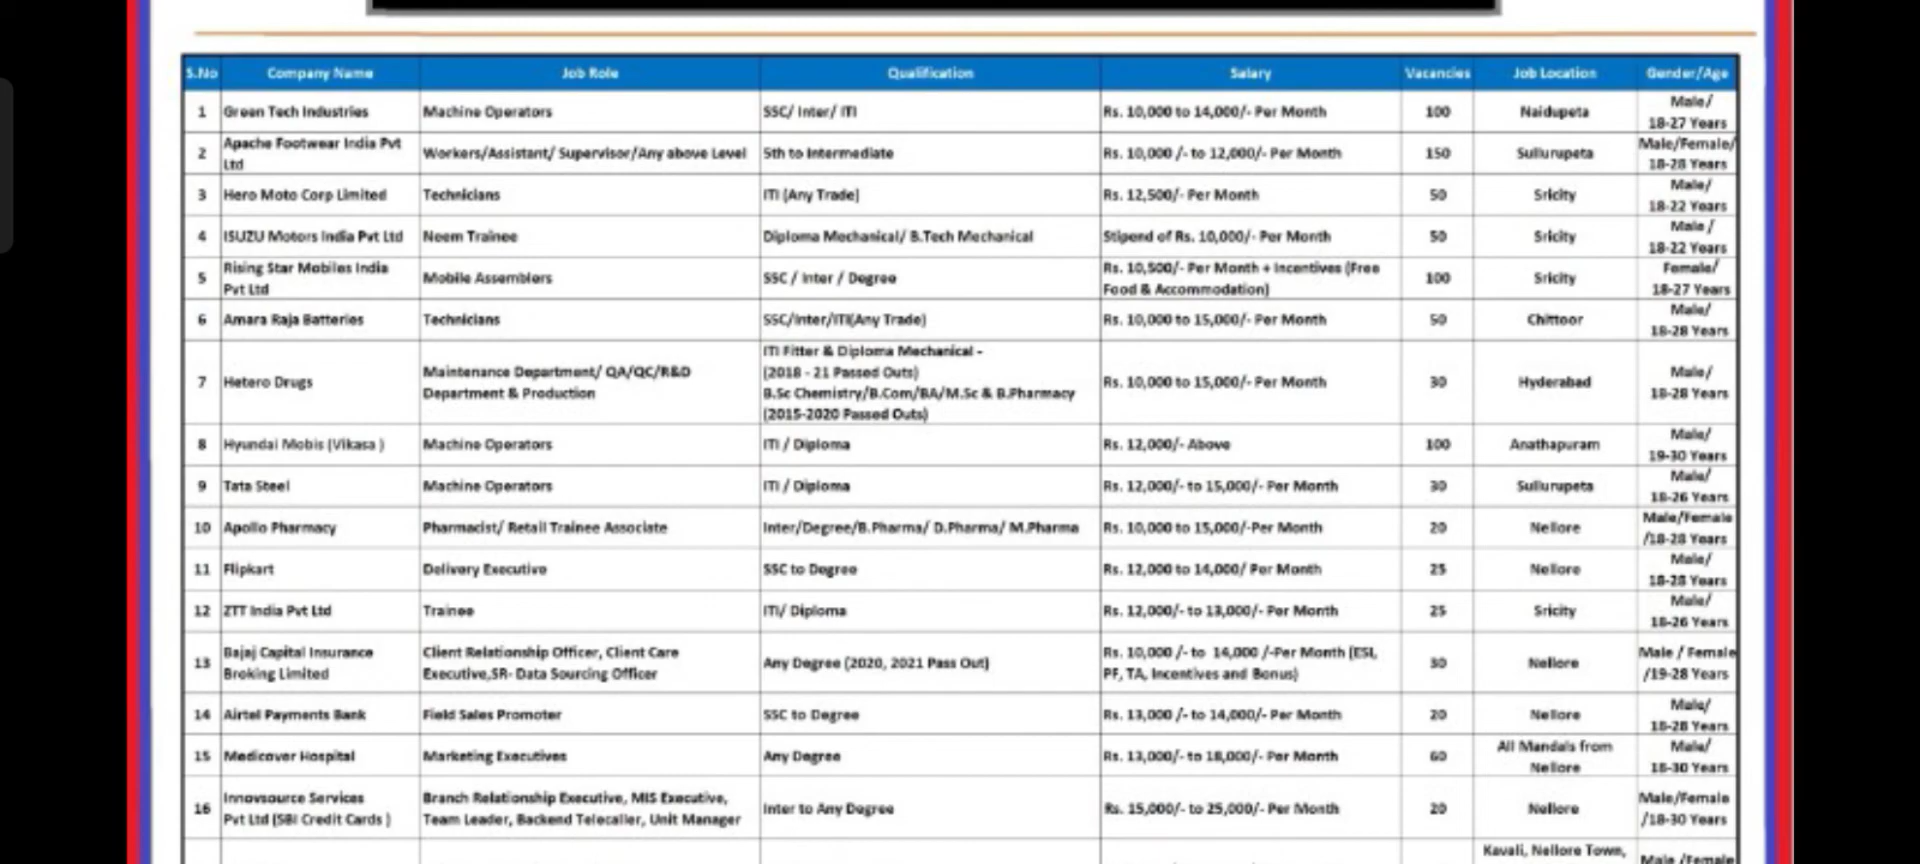 S.No Company Name Job Role Qualification Salary Vacancies Job Location Gender/Age
1 Green Tech Industries Machine Operators SSC/ Inter/ ITI Rs. 10,000 to 14,000/- Per Month 100 Naidupeta Male/
18-27 Years
2 Apache Footwear India Pvt
Ltd Workers/Assistant/ Supervisor/Any above Level 5th to Intermediate Rs. 10,000 /- to 12,000/- Per Month 150 Sullurupeta Male/Female/
18-28 Years
3 Hero Moto Corp Limited Technicians ITI (Any Trade) Rs. 12,500/- Per Month 50 Sricity Male/
18-22 Years
4 ISUZU Motors India Pvt Ltd Neem Trainee Diploma Mechanical/ B.Tech Mechanical Stipend of Rs. 10,000/- Per Month 50 Sricity Male /
18-22 Years
5 Rising Star Mobiles India
Pvt Ltd Mobile Assemblers SSC / Inter / Degree Rs. 10,500/- Per Month + Incentives (Free
Food & Accommodation) 100 Sricity Female/
18-27 Years
6 Amara Raja Batteries Technicians SSC/Inter/ITI(Any Trade) Rs. 10,000 to 15,000/- Per Month 50 Chittoor Male/
18-28 Years
7 Hetero Drugs Maintenance Department/ QA/QC/R&D
Department & Production ITI Fitter & Diploma Mechanical -
(2018 - 21 Passed Outs)
B.Sc Chemistry/B.Com/BA/M.Sc & B.Pharmacy
(2015-2020 Passed Outs) Rs. 10,000 to 15,000/- Per Month 30 Hyderabad Male/
18-28 Years
8 Hyundai Mobis (Vikasa ) Machine Operators ITI / Diploma Rs. 12,000/- Above 100 Anathapuram Male/
19-30 Years
9 Tata Steel Machine Operators ITI / Diploma Rs. 12,000/- to 15,000/- Per Month 30 Sullurupeta Male/
18-26 Years
10 Apollo Pharmacy Pharmacist/ Retail Trainee Associate Inter/Degree/B.Pharma/ D.Pharma/ M.Pharma Rs. 10,000 to 15,000/-Per Month 20 Nellore Male/Female
/18-28 Years
11 Flipkart Delivery Executive SSC to Degree Rs. 12,000 to 14,000/ Per Month 25 Nellore Male/
18-28 Years
12 ZTT India Pvt Ltd Trainee ITI/ Diploma Rs. 12,000/- to 13,000/- Per Month 25 Sricity Male/
18-26 Years
13 Bajaj Capital Insurance
Broking Limited Client Relationship Officer, Client Care
Executive,SR- Data Sourcing Officer Any Degree (2020, 2021 Pass Out) Rs. 10,000 /- to 14,000 /-Per Month (ESI,
PF, TA, Incentives and Bonus) 30 Nellore Male / Female
/19-28 Years
14 Airtel Payments Bank Field Sales Promoter SSC to Degree Rs. 13,000 /- to 14,000/- Per Month 20 Nellore Male/
18-28 Years
15 Medicover Hospital Marketing Executives Any Degree Rs. 13,000/- to 18,000/- Per Month 60 All Mandals from
Nellore Male/
18-30 Years
16 Innovsource Services
Pvt Ltd (SBI Credit Cards ) Branch Relationship Executive, MIS Executive,
Team Leader, Backend Telecaller, Unit Manager Inter to Any Degree Rs. 15,000/- to 25,000/- Per Month 20 Nellore Male/Female
/18-30 Years
Kavali, Nellore Town,
Male /Female